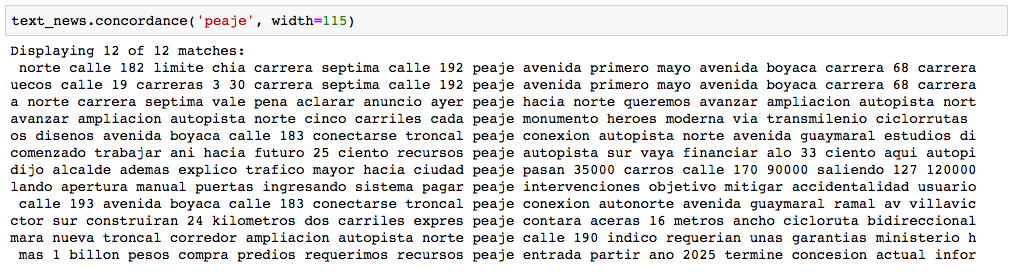 text_news.concordance('peaje', width=115)
Displaying 12 of 12 matches:
norte calle 182 limite chia carrera septima calle 192 peaje avenida primero mayo avenida boyaca carrera 68 carrera
uecos calle 19 carreras 3 30 carrera septima calle 192 peaje avenida primero mayo avenida boyaca carrera 68 carrera
a norte carrera septima vale pena aclarar anuncio ayer peaje hacia norte queremos avanzar ampliacion autopista nort
avanzar ampliacion autopista norte cinco carriles cada peaje monumento heroes moderna via transmilenio ciclorrutas
os disenos avenida boyaca calle 183 conectarse troncal peaje conexion autopista norte avenida guaymaral estudios di
comenzado trabajar ani hacia futuro 25 ciento recursos peaje autopista sur vaya financiar alo 33 ciento aqui autopi
dijo alcalde ademas explico trafico mayor hacia ciudad peaje pasan 35000 carros calle 170 90000 saliendo 127 120000
lando apertura manual puertas ingresando sistema pagar peaje intervenciones objetivo mitigar accidentalidad usuario
calle 193 avenida boyaca calle 183 conectarse troncal peaje conexion autonorte avenida guaymaral ramal av villavic
ctor sur construiran 24 kilometros dos carriles expres peaje contara aceras 16 metros ancho cicloruta bidireccional
mara nueva troncal corredor ampliacion autopista norte peaje calle 190 indico requerian unas garantias ministerio h
mas 1 billon pesos compra predios requerimos recursos peaje entrada partir ano 2025 termine concesion actual infor